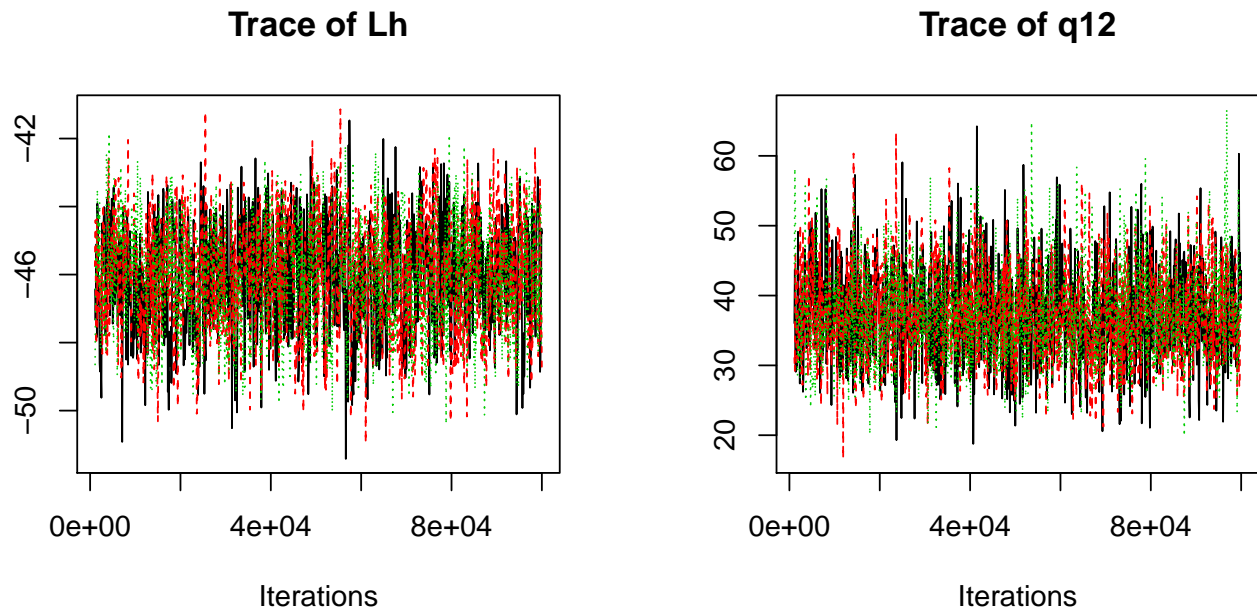 Trace of Lh
−42
−46
−50
0e+00 4e+04 8e+04
Iterations
Trace of q12
60
50
40
30
20
0e+00 4e+04 8e+04
Iterations